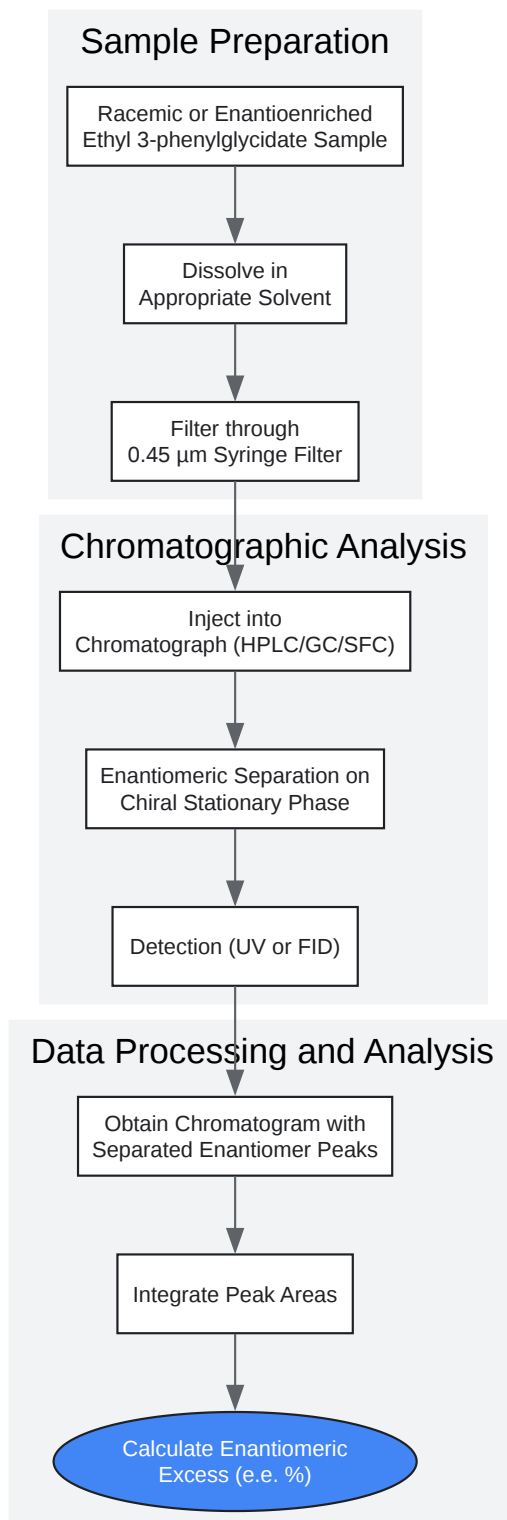 Sample Preparation
Racemic or Enantioenriched
Ethyl 3-phenylglycidate Sample
Dissolve in
Appropriate Solvent
Filter through
0.45 µm Syringe Filter
Chromatographic Analysis
Inject into
Chromatograph (HPLC/GC/SFC)
Enantiomeric Separation on
Chiral Stationary Phase
Detection (UV or FID)
Data Processing and Analysis
Obtain Chromatogram with
Separated Enantiomer Peaks
Integrate Peak Areas
Calculate Enantiomeric
Excess (e.e. %)